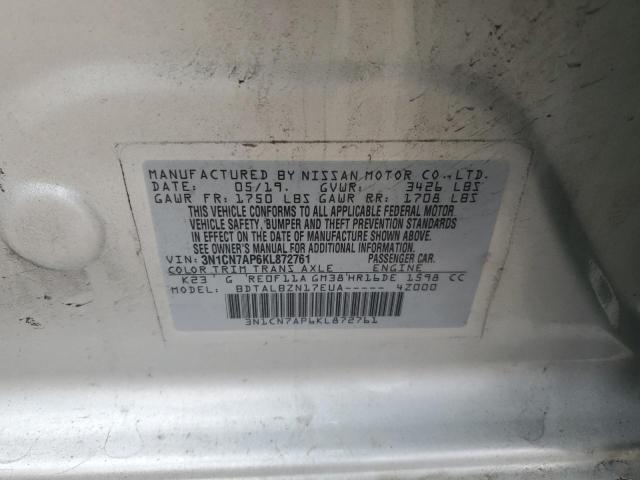 MANUFACTURED BY NISSAN MOTOR CO.,LTD.
DATE: 05/19. GVWR: 3426 LBS
GAWR FR: 1750 LBS GAWR RR: 1708 LBS
THIS VEHICLE CONFORMS TO ALL APPLICABLE FEDERAL MOTOR
VEHICLE SAFETY, BUMPER AND THEFT PREVENTION STANDARDS
IN EFFECT ON THE DATE OF MANUFACTURE SHOWN ABOVE.
SEE OWNER'S MANUAL FOR ADDITIONAL INFORMATION.
VIN: 3N1CN7AP6KL872761 PASSENGER CAR.
COLOR TRIM TRANS AXLE ENGINE
K23 G RE0F11A GM38 HR16DE 1598 CC
MODEL: BDTALBZN17EUA----- 4Z000
3N1CN7AP6KL872761